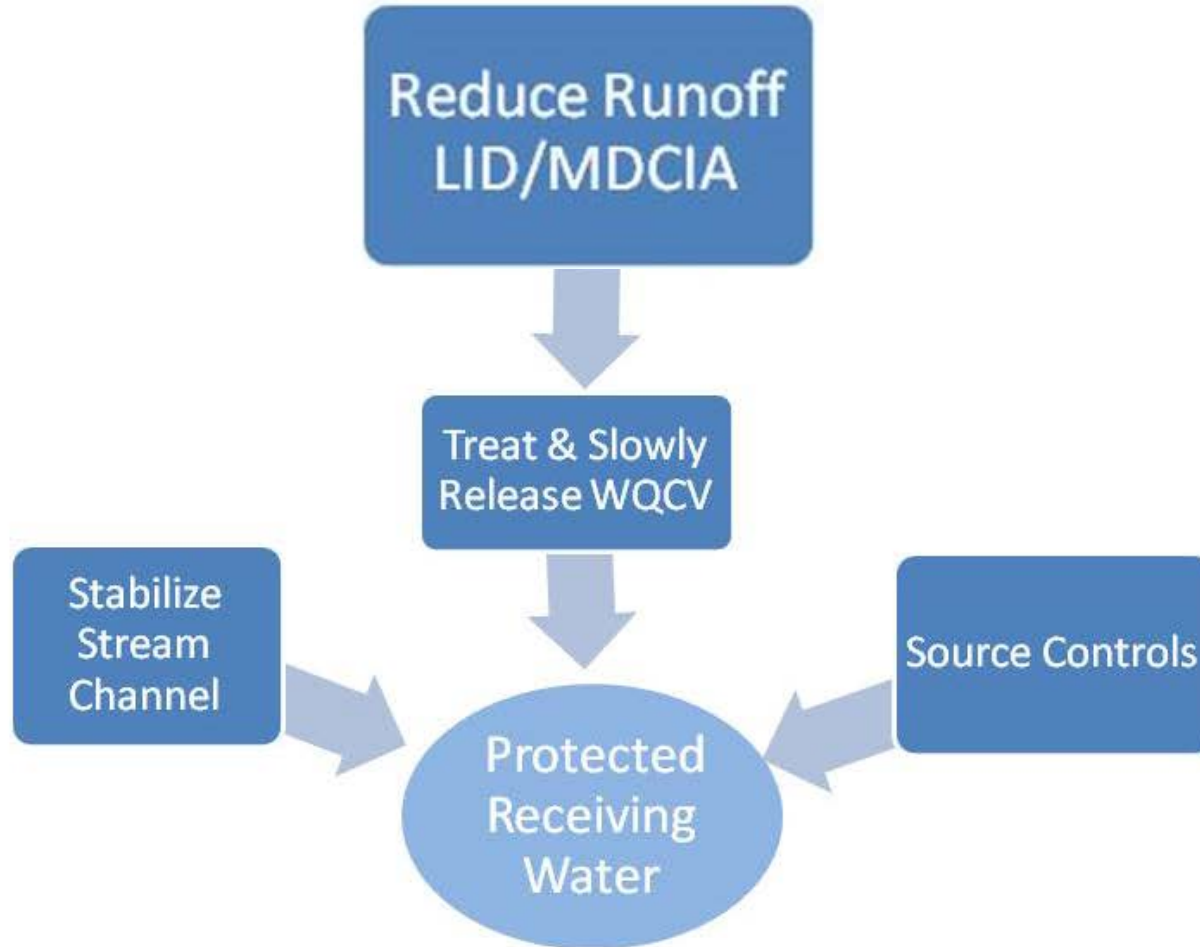 Reduce Runoff
LID/MDCIA
Treat & Slowly
Release WQCV
Stabilize
Stream
Channel
Source Controls
Protected
Receiving
Water